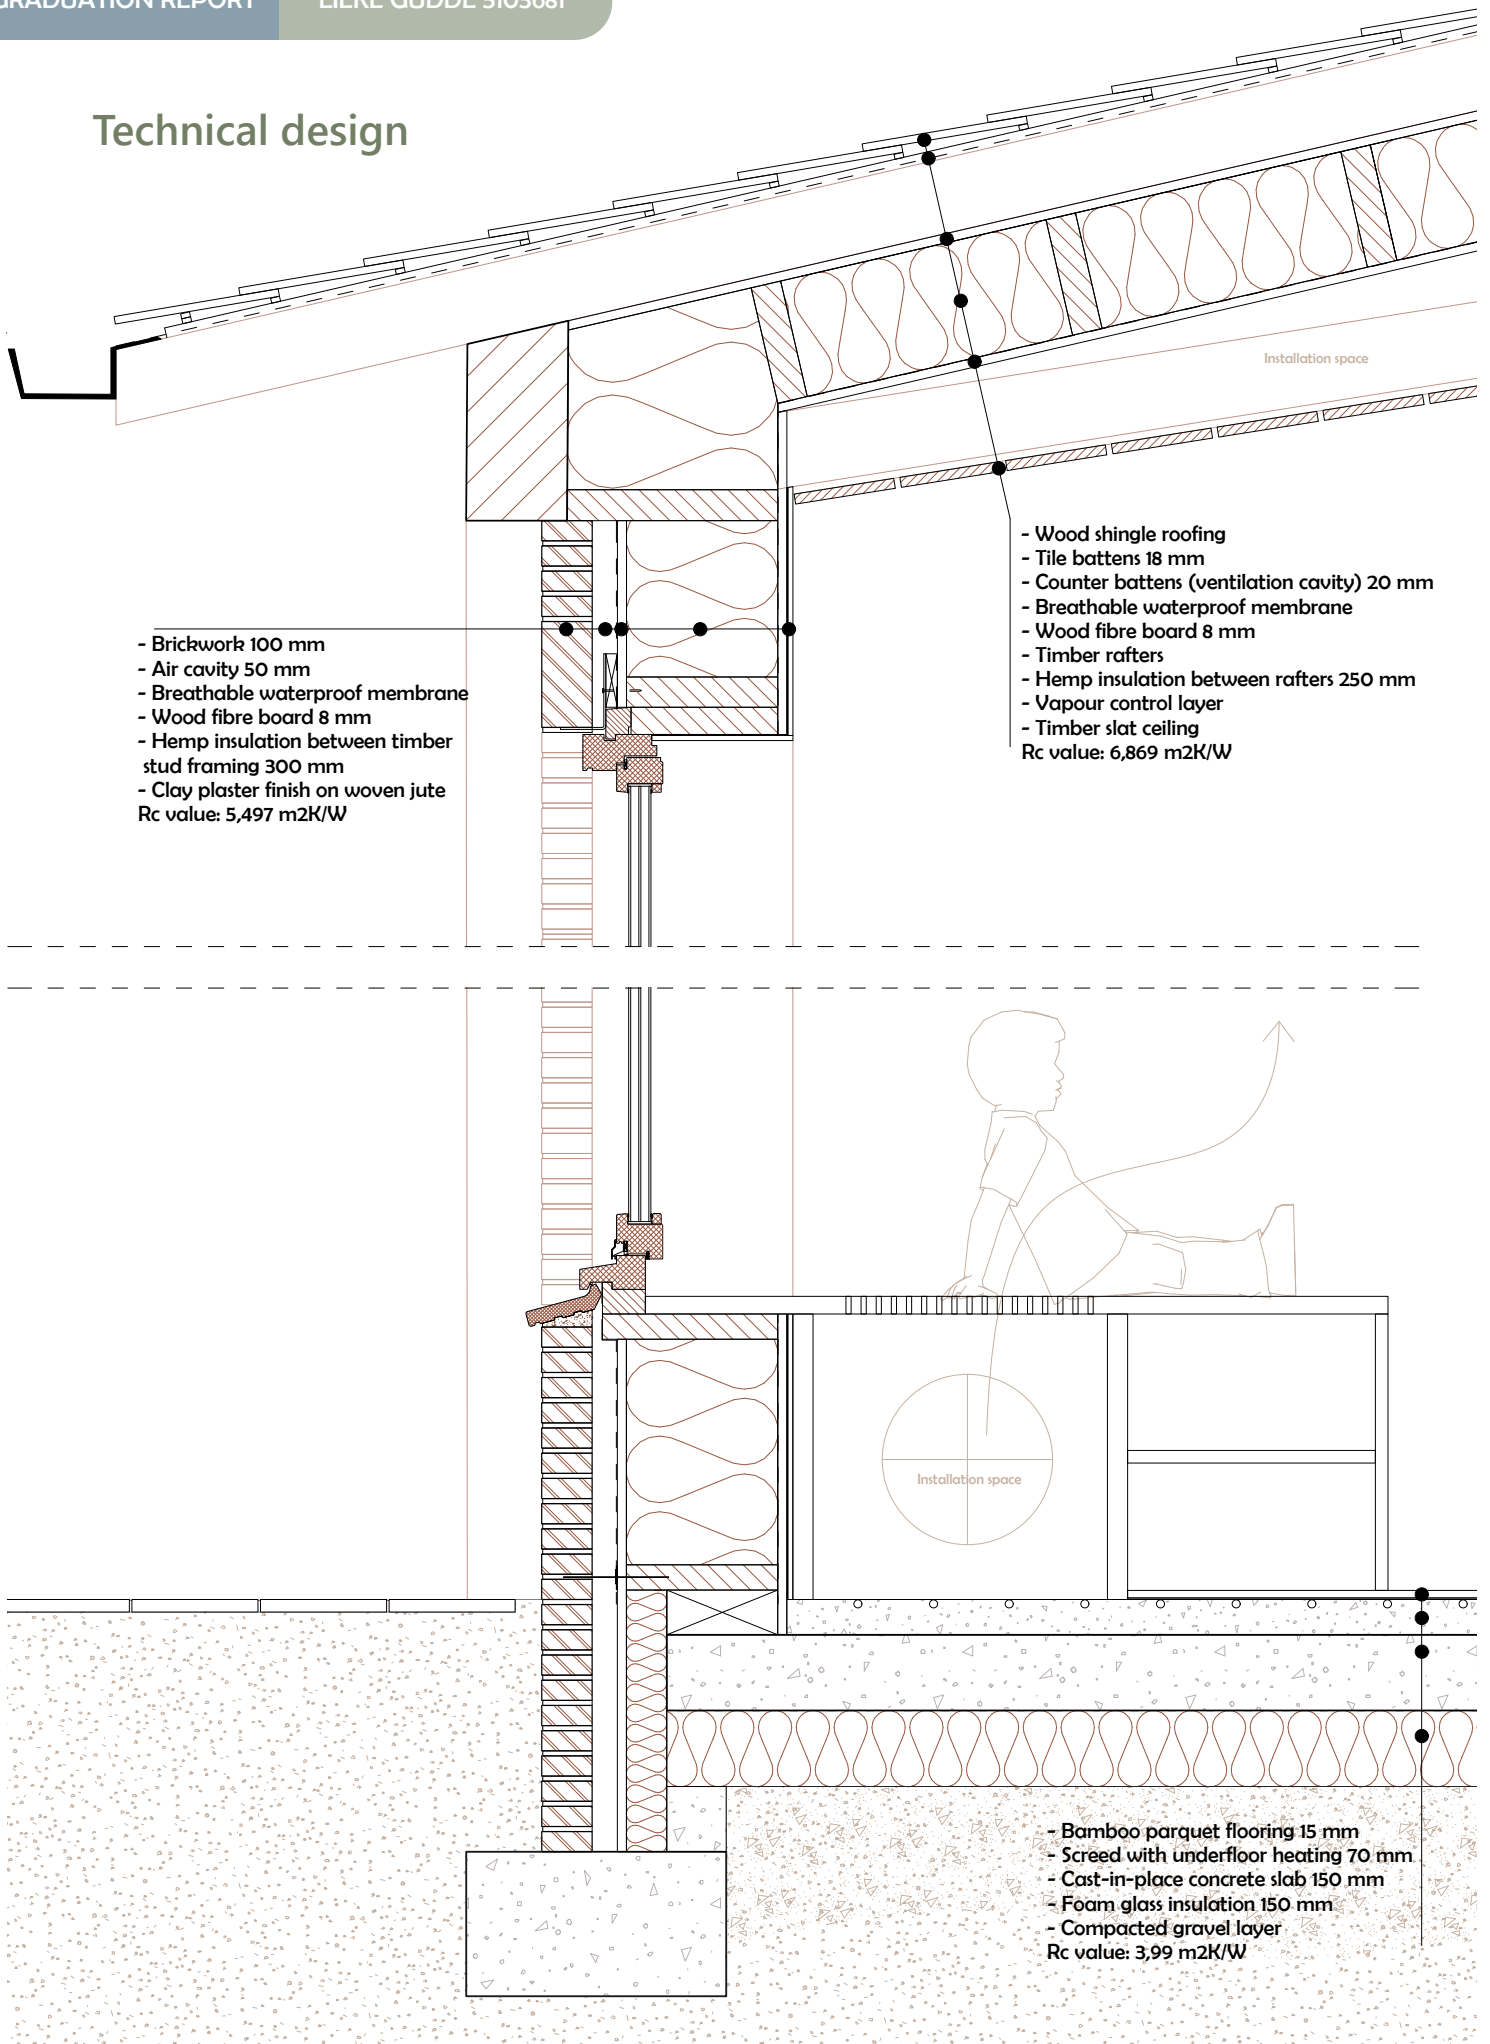 GRADUATION REPORT
LIEKE GUDDE 5103681
Technical design
Installation space
- Wood shingle roofing
- Tile battens 18 mm
- Counter battens (ventilation cavity) 20 mm
- Breathable waterproof membrane
- Wood fibre board 8 mm
- Timber rafters
- Hemp insulation between rafters 250 mm
- Vapour control layer
- Timber slat ceiling
Rc value: 6,869 m2K/W
- Brickwork 100 mm
- Air cavity 50 mm
- Breathable waterproof membrane
- Wood fibre board 8 mm
- Hemp insulation between timber
stud framing 300 mm
- Clay plaster finish on woven jute
Rc value: 5,497 m2K/W
Installation space
- Bamboo parquet flooring 15 mm
- Screed with underfloor heating 70 mm
- Cast-in-place concrete slab 150 mm
- Foam glass insulation 150 mm
- Compacted gravel layer
Rc value: 3,99 m2K/W